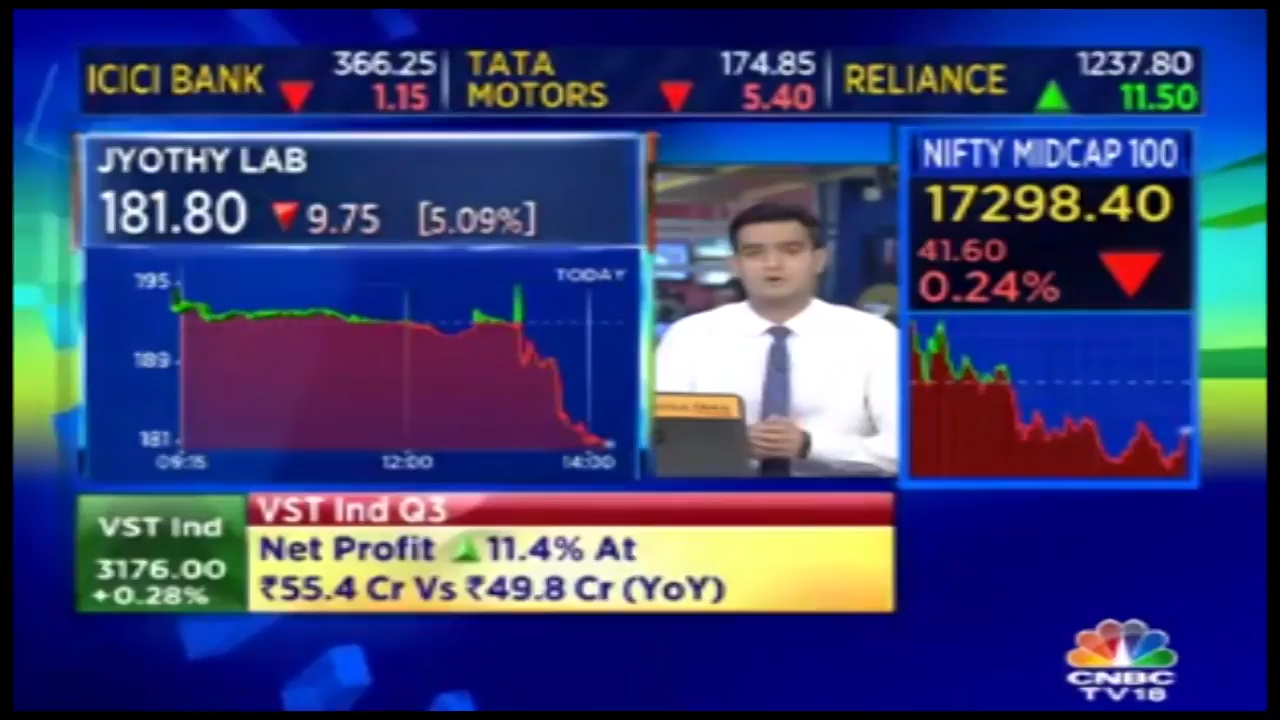 ICICI BANK 366.25 1.15
TATA MOTORS 174.85 5.40
RELIANCE 1237.80 11.50
JYOTHY LAB
181.80 9.75 [5.09%]
TODAY
195
189
181
09:15 12:00 14:30
NIFTY MIDCAP 100
17298.40
41.60
0.24%
VST Ind
3176.00
+0.28%
VST Ind Q3
Net Profit 11.4% At
₹55.4 Cr Vs ₹49.8 Cr (YoY)
CNBC
TV18